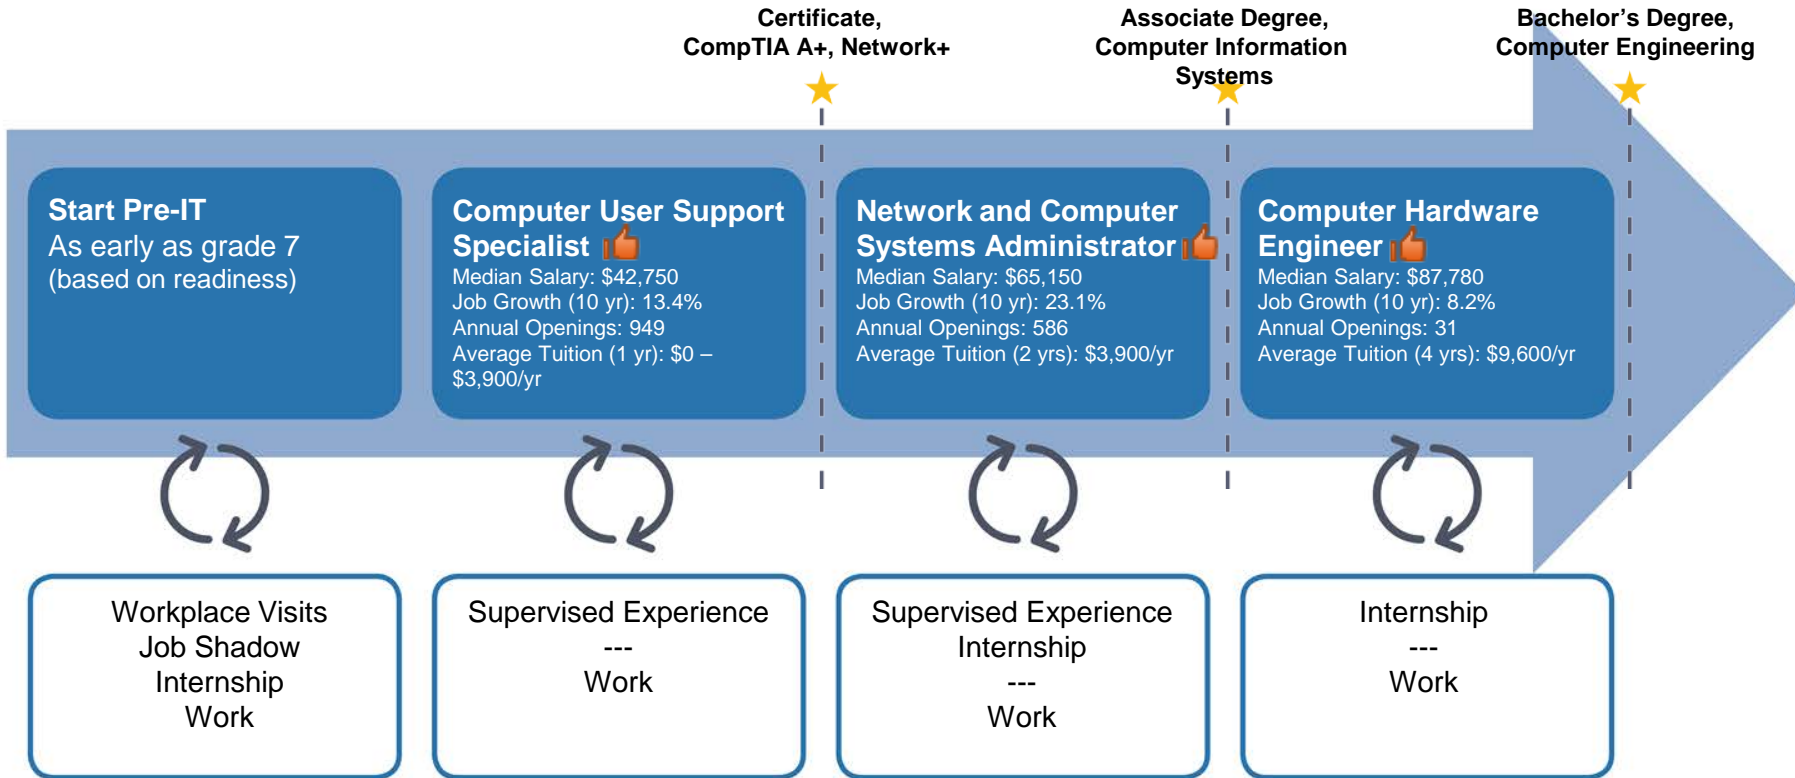 Certificate,
CompTIA A+, Network+
Associate Degree,
Computer Information
Systems
Bachelor's Degree,
Computer Engineering
Start Pre-IT
As early as grade 7
(based on readiness)
Computer User Support
Specialist
Median Salary: $42,750
Job Growth (10 yr): 13.4%
Annual Openings: 949
Average Tuition (1 yr): $0 –
$3,900/yr
Network and Computer
Systems Administrator
Median Salary: $65,150
Job Growth (10 yr): 23.1%
Annual Openings: 586
Average Tuition (2 yrs): $3,900/yr
Computer Hardware
Engineer
Median Salary: $87,780
Job Growth (10 yr): 8.2%
Annual Openings: 31
Average Tuition (4 yrs): $9,600/yr
Workplace Visits
Job Shadow
Internship
Work
Supervised Experience
---
Work
Supervised Experience
Internship
---
Work
Internship
---
Work